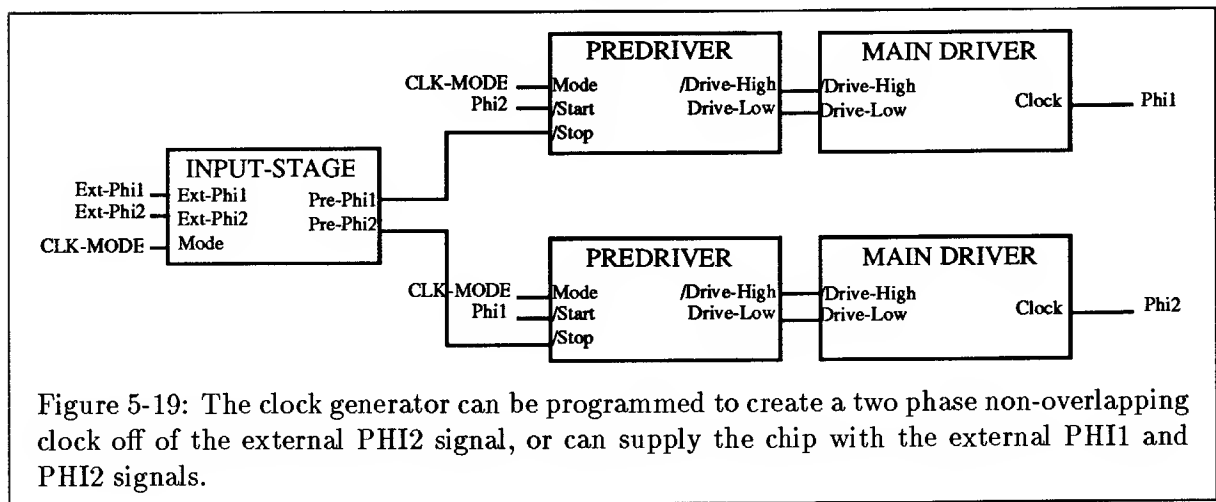 PREDRIVER
MAIN DRIVER
CLK-MODE
Mode
/Drive-High
/Drive-High
Phi2
/Start
Drive-Low
Drive-Low
Clock
Phi1
/Stop
INPUT-STAGE
Ext-Phi1
Ext-Phi1
Pre-Phi1
Ext-Phi2
Ext-Phi2
Pre-Phi2
CLK-MODE
Mode
PREDRIVER
MAIN DRIVER
CLK-MODE
Mode
/Drive-High
/Drive-High
Phi1
/Start
Drive-Low
Drive-Low
Clock
Phi2
/Stop
Figure 5-19: The clock generator can be programmed to create a two phase non-overlapping
clock off of the external PHI2 signal, or can supply the chip with the external PHI1 and
PHI2 signals.